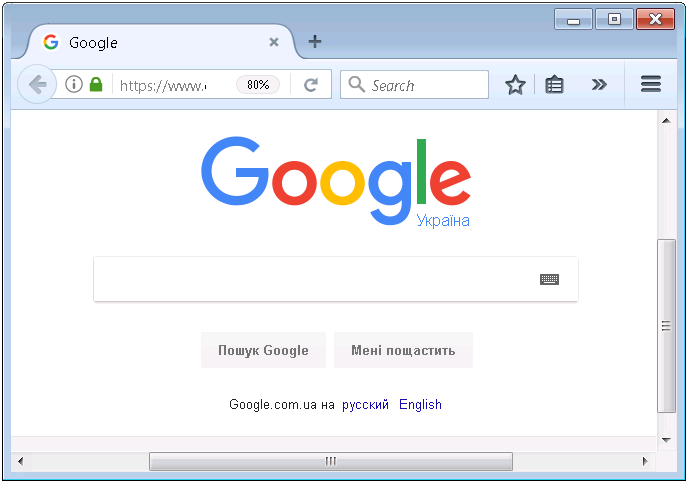 Google
https://www.
80%
Search
Google
Україна
Пошук Google
Мені пощастить
Google.com.ua на русский English